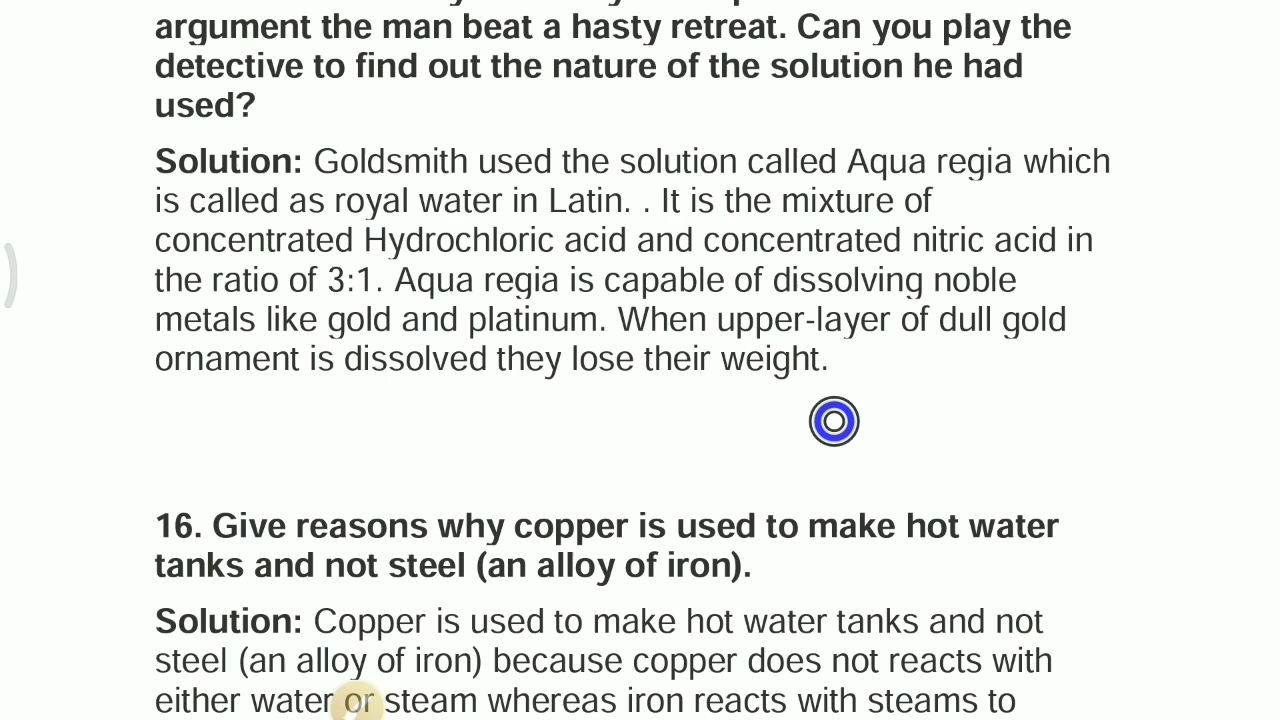 argument the man beat a hasty retreat. Can you play the
detective to find out the nature of the solution he had
used?
Solution: Goldsmith used the solution called Aqua regia which
is called as royal water in Latin. . It is the mixture of
concentrated Hydrochloric acid and concentrated nitric acid in
the ratio of 3:1. Aqua regia is capable of dissolving noble
metals like gold and platinum. When upper-layer of dull gold
ornament is dissolved they lose their weight.
16. Give reasons why copper is used to make hot water
tanks and not steel (an alloy of iron).
Solution: Copper is used to make hot water tanks and not
steel (an alloy of iron) because copper does not reacts with
either water or steam whereas iron reacts with steams to